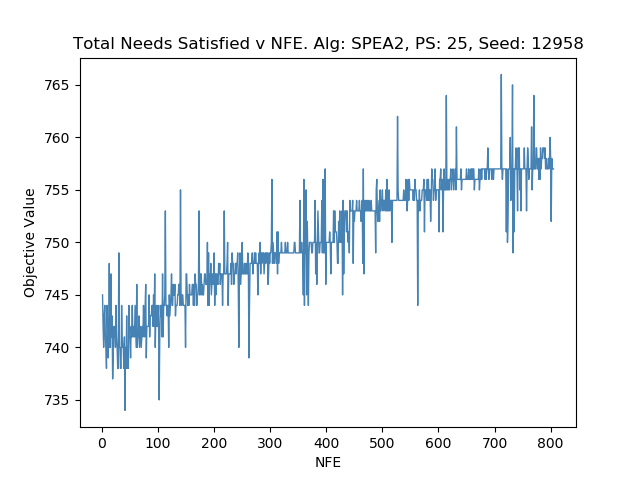 Total Needs Satisfied v NFE. Alg: SPEA2, PS: 25, Seed: 12958
765
760
755
750
745
740
735
Objective Value
0 100 200 300 400 500 600 700 800
NFE